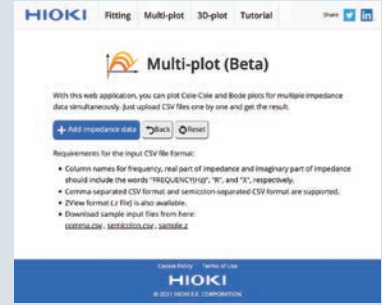 HIOKI Fitting Multi-plot 3D-plot Tutorial Share
Multi-plot (Beta)
With this web application, you can plot Cole-Cole and Bode plots for multiple impedance
data simultaneously. Just upload CSV files one by one and get the result.
+ Add impedance data Back Reset
Requirements for the input CSV file format:
• Column names for frequency, real part of impedance and imaginary part of impedance
should include the words "FREQUENCY(Hz)", "R", and "X", respectively.
• Comma-separated CSV format and semicolon-separated CSV format are supported.
• ZView format (.z file) is also available.
• Download sample input files from here:
comma.csv , semicolon.csv , sample.z
Cookie Policy Terms of Use
HIOKI
© 2021 HIOKI E.E. CORPORATION